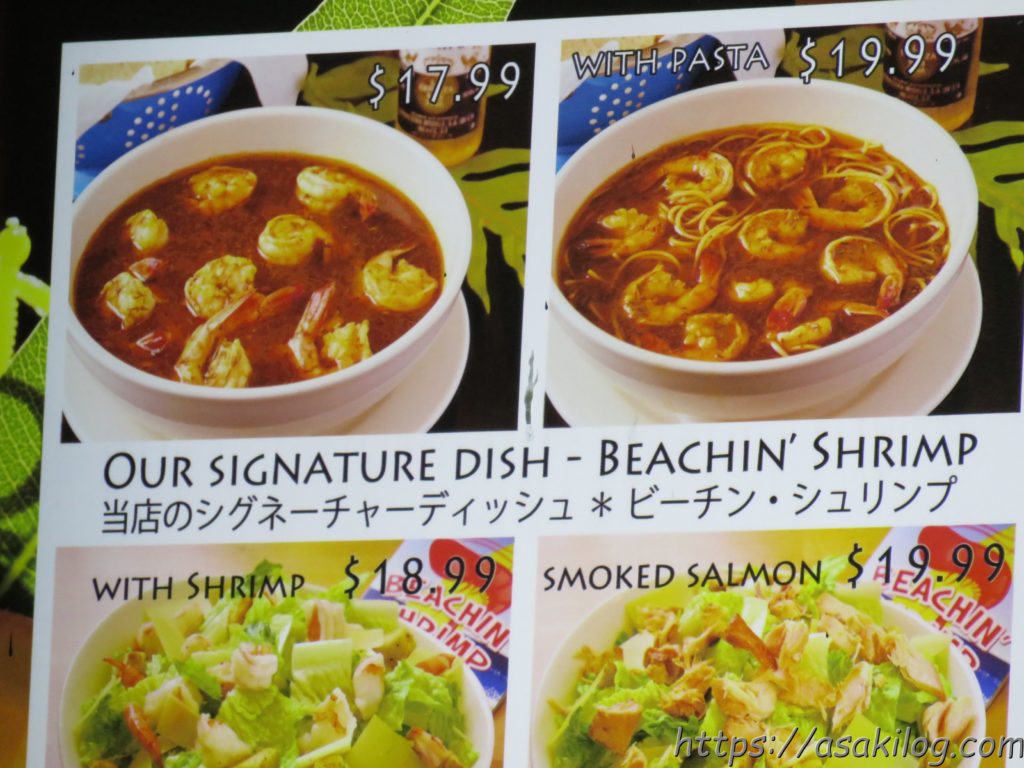 $17.99
WITH PASTA $19.99
OUR SIGNATURE DISH - BEACHIN' SHRIMP
当店のシグネーチャーディッシュ ＊ ビーチン・シュリンプ
WITH SHRIMP $18.99
BEACHIN'
SHRIMP
SMOKED SALMON $19.99
BEACHIN'
https://asakilog.com